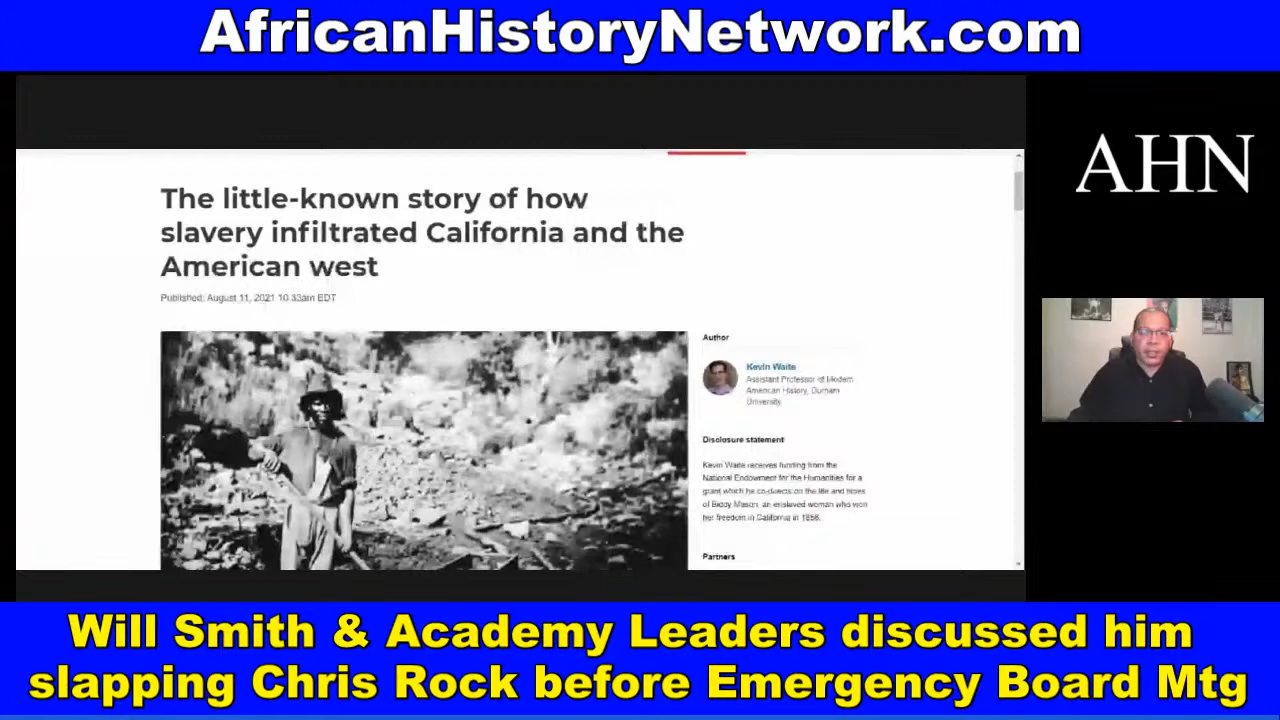 AfricanHistoryNetwork.com
AHN
The little-known story of how
slavery infiltrated California and the
American west
Published: August 11, 2021 10.33am EDT
Author
Kevin Waite
Assistant Professor of Modern
American History, Durham
University
Disclosure statement
Kevin Waite receives funding from the
National Endowment for the Humanities for a
grant which he co-directs on the life and times
of Biddy Mason, an enslaved woman who won
her freedom in California in 1856.
Partners
Will Smith & Academy Leaders discussed him
slapping Chris Rock before Emergency Board Mtg